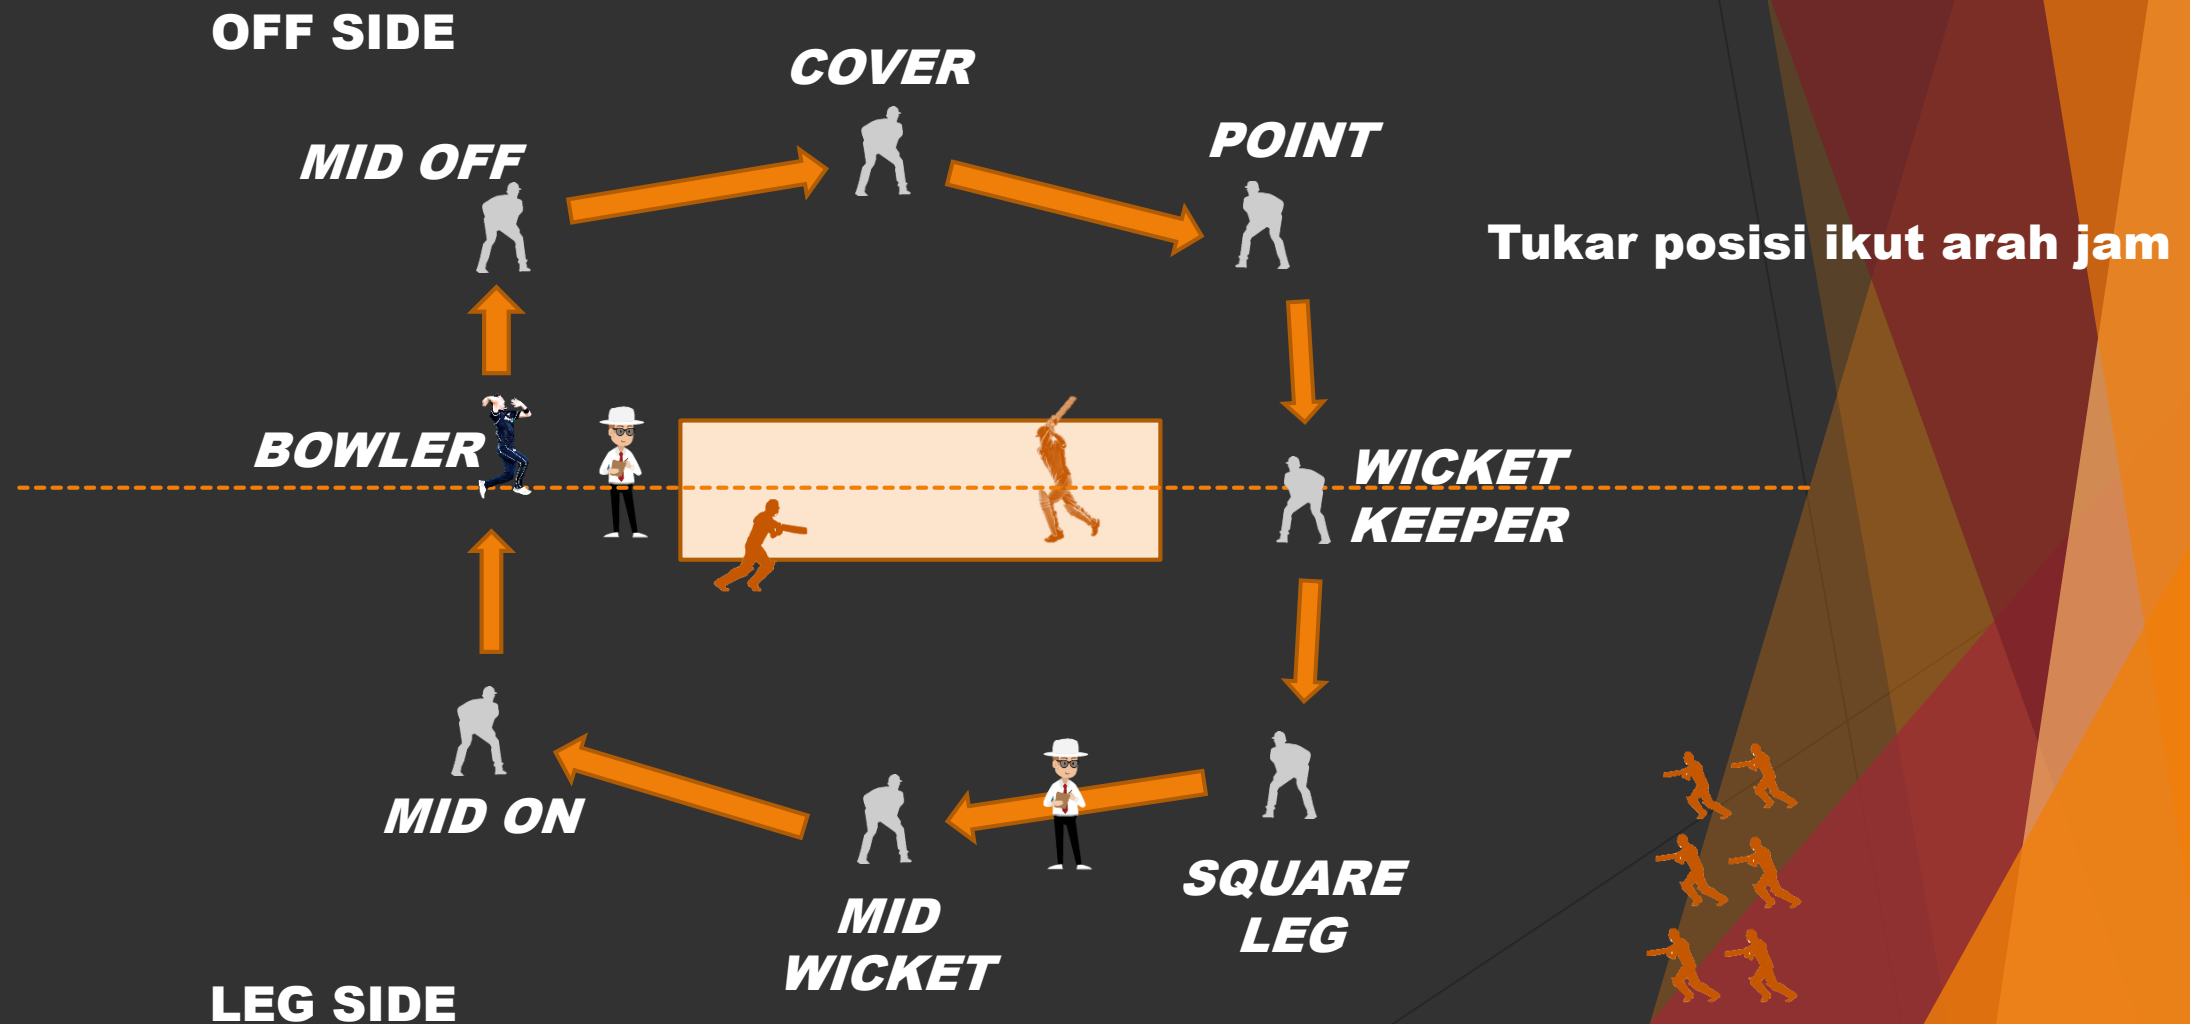 OFF SIDE
COVER
POINT
MID OFF
Tukar posisi ikut arah jam
BOWLER
WICKET
KEEPER
MID ON
SQUARE
LEG
MID
WICKET
LEG SIDE